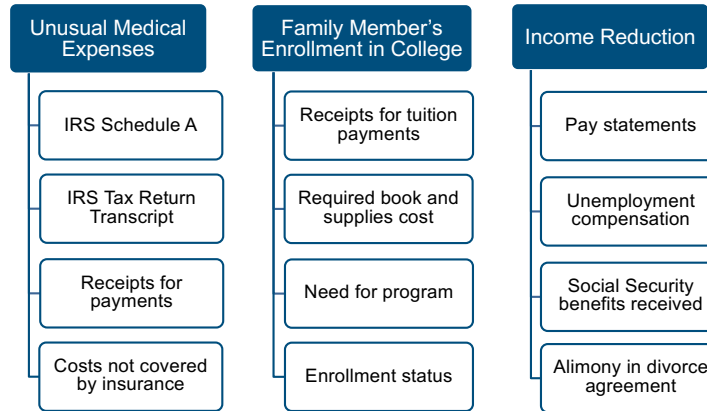 Unusual Medical
Expenses
IRS Schedule A
IRS Tax Return
Transcript
Receipts for
payments
Costs not covered
by insurance
Family Member's
Enrollment in College
Receipts for tuition
payments
Required book and
supplies cost
Need for program
Enrollment status
Income Reduction
Pay statements
Unemployment
compensation
Social Security
benefits received
Alimony in divorce
agreement